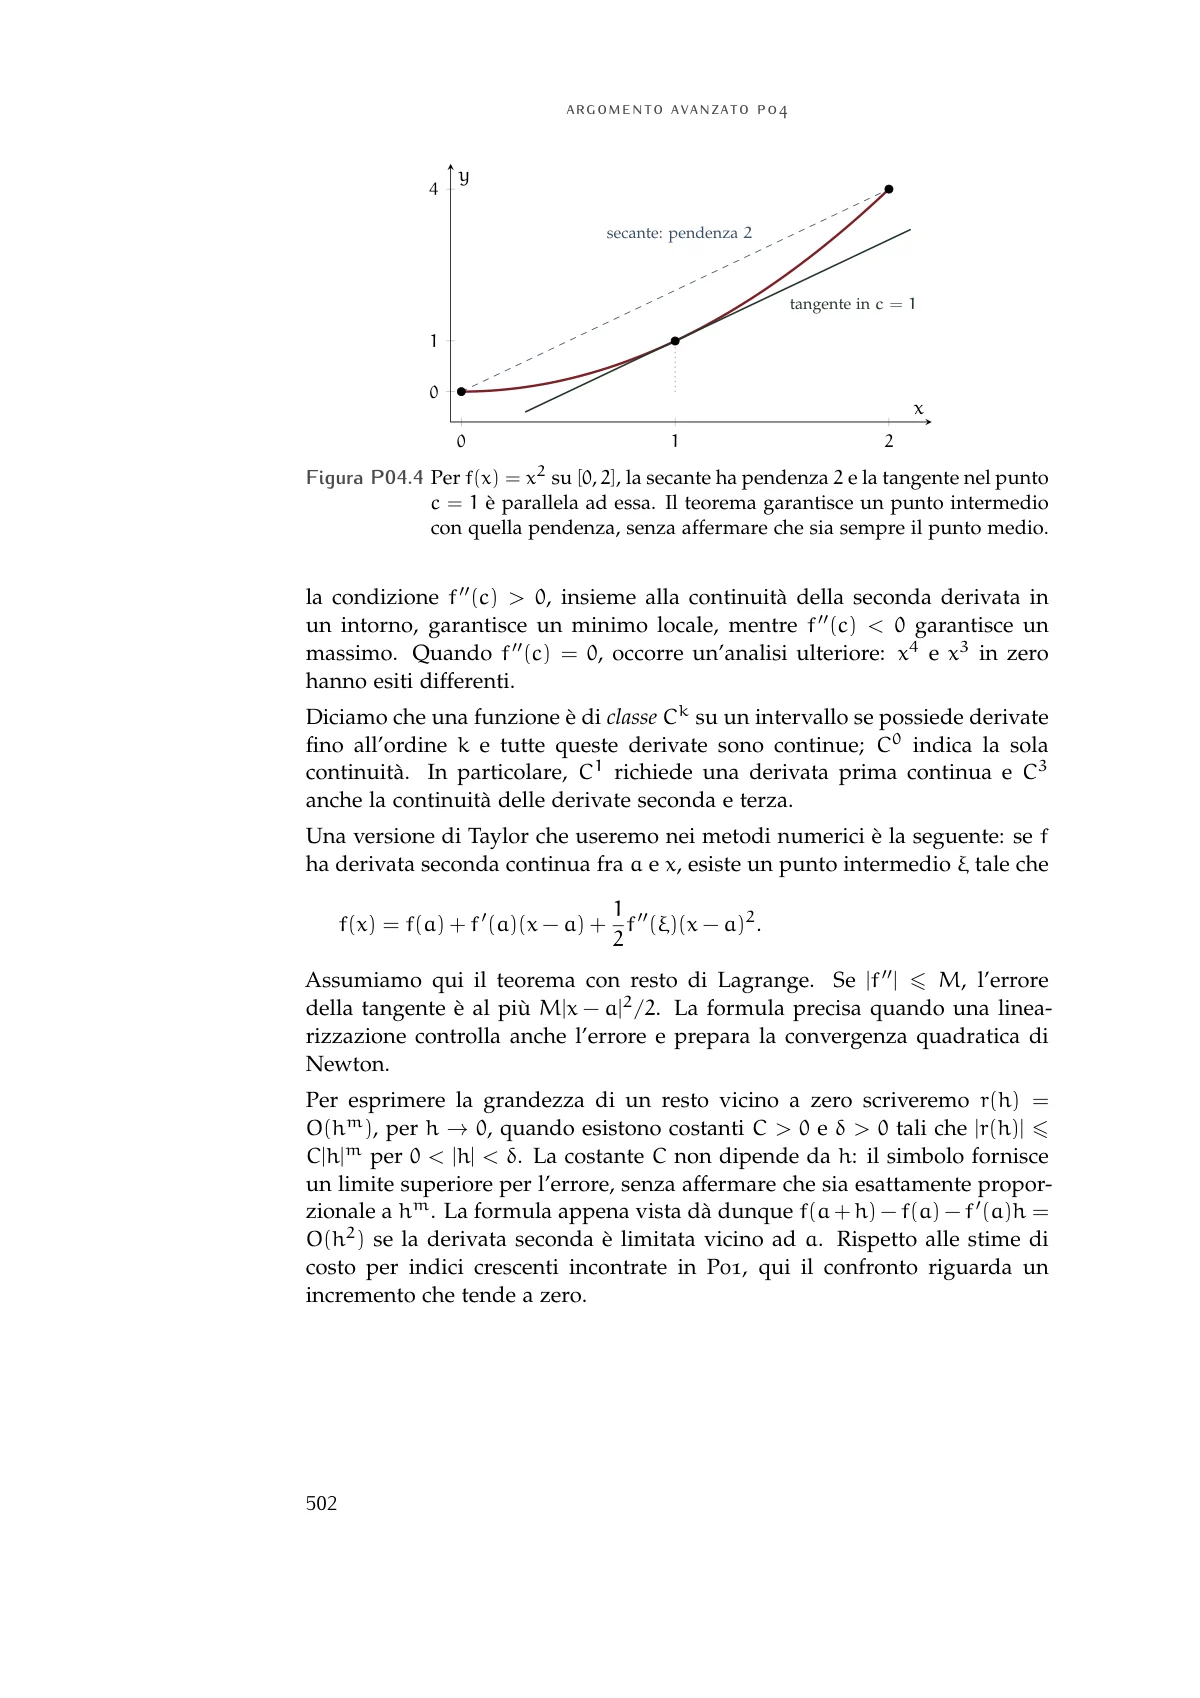 ARGOMENTO AVANZATO P04
y
4
secante: pendenza 2
tangente in c = 1
1
0
x
0 1 2
Figura P04.4 Per f(x) = x² su [0, 2], la secante ha pendenza 2 e la tangente nel punto
c = 1 è parallela ad essa. Il teorema garantisce un punto intermedio
con quella pendenza, senza affermare che sia sempre il punto medio.
la condizione f′′(c) > 0, insieme alla continuità della seconda derivata in
un intorno, garantisce un minimo locale, mentre f′′(c) < 0 garantisce un
massimo. Quando f′′(c) = 0, occorre un'analisi ulteriore: x⁴ e x³ in zero
hanno esiti differenti.
Diciamo che una funzione è di classe Cᵏ su un intervallo se possiede derivate
fino all'ordine k e tutte queste derivate sono continue; C⁰ indica la sola
continuità. In particolare, C¹ richiede una derivata prima continua e C³
anche la continuità delle derivate seconda e terza.
Una versione di Taylor che useremo nei metodi numerici è la seguente: se f
ha derivata seconda continua fra a e x, esiste un punto intermedio ξ tale che
f(x) = f(a) + f′(a)(x − a) + 1/2 f′′(ξ)(x − a)².
Assumiamo qui il teorema con resto di Lagrange. Se |f′′| ⩽ M, l'errore
della tangente è al più M|x − a|²/2. La formula precisa quando una linea-
rizzazione controlla anche l'errore e prepara la convergenza quadratica di
Newton.
Per esprimere la grandezza di un resto vicino a zero scriveremo r(h) =
O(hᵐ), per h → 0, quando esistono costanti C > 0 e δ > 0 tali che |r(h)| ⩽
C|h|ᵐ per 0 < |h| < δ. La costante C non dipende da h: il simbolo fornisce
un limite superiore per l'errore, senza affermare che sia esattamente propor-
zionale a hᵐ. La formula appena vista dà dunque f(a + h) − f(a) − f′(a)h =
O(h²) se la derivata seconda è limitata vicino ad a. Rispetto alle stime di
costo per indici crescenti incontrate in P01, qui il confronto riguarda un
incremento che tende a zero.
502